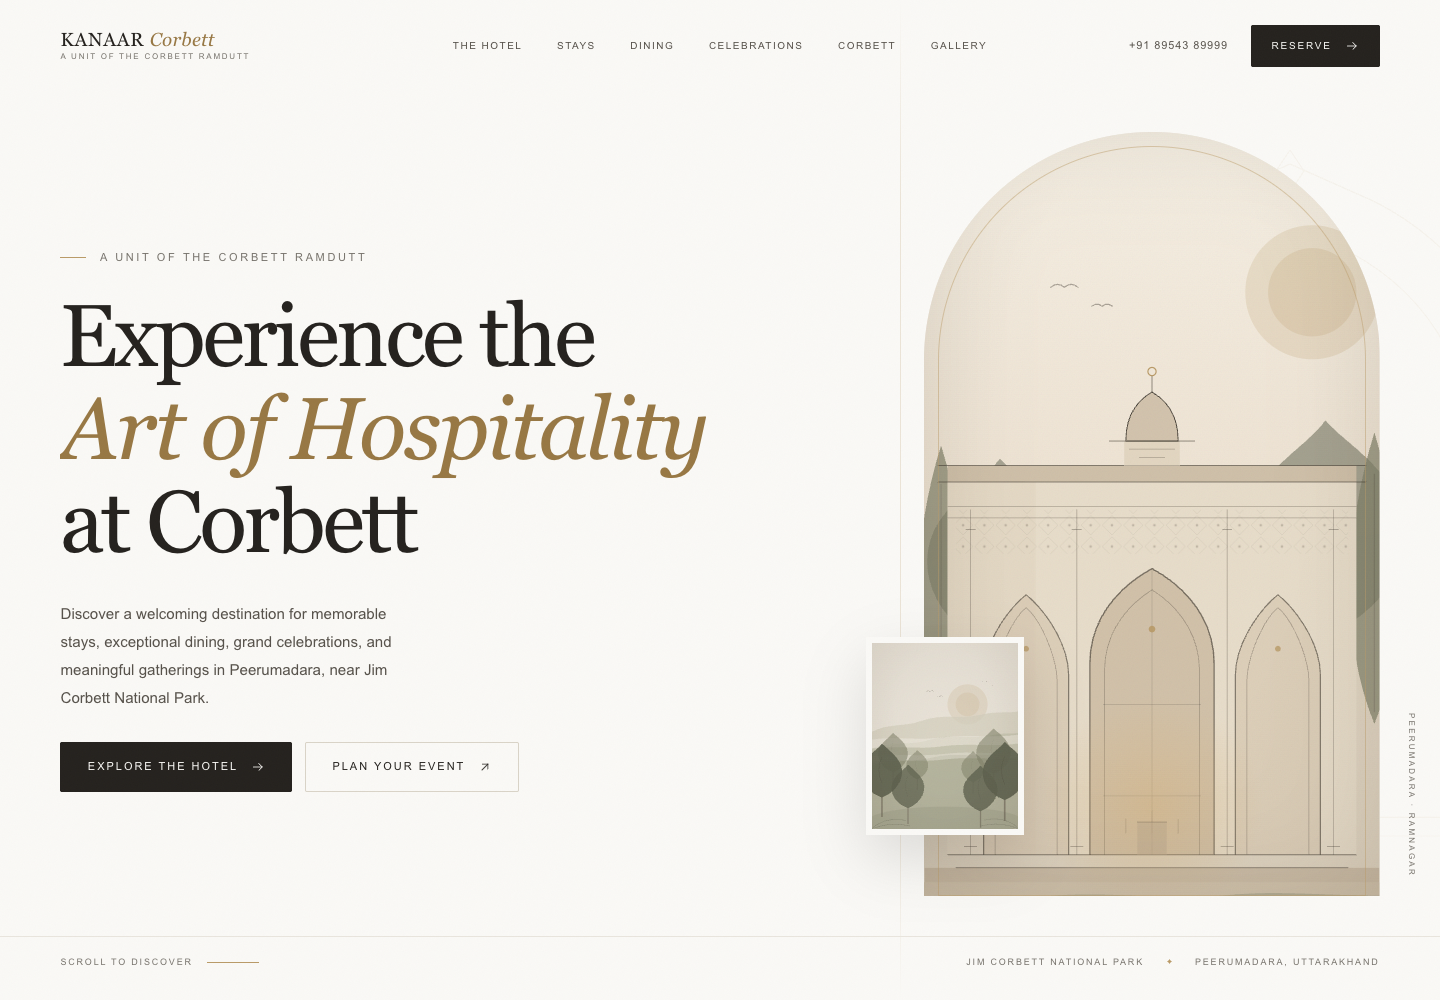 KANAAR Corbett
A UNIT OF THE CORBETT RAMDUTT
THE HOTEL
STAYS
DINING
CELEBRATIONS
CORBETT
GALLERY
+91 89543 89999
RESERVE
A UNIT OF THE CORBETT RAMDUTT
Experience the
Art of Hospitality
at Corbett
Discover a welcoming destination for memorable
stays, exceptional dining, grand celebrations, and
meaningful gatherings in Peerumadara, near Jim
Corbett National Park.
EXPLORE THE HOTEL
PLAN YOUR EVENT
PEERUMADARA · RAMNAGAR
SCROLL TO DISCOVER
JIM CORBETT NATIONAL PARK
PEERUMADARA, UTTARAKHAND